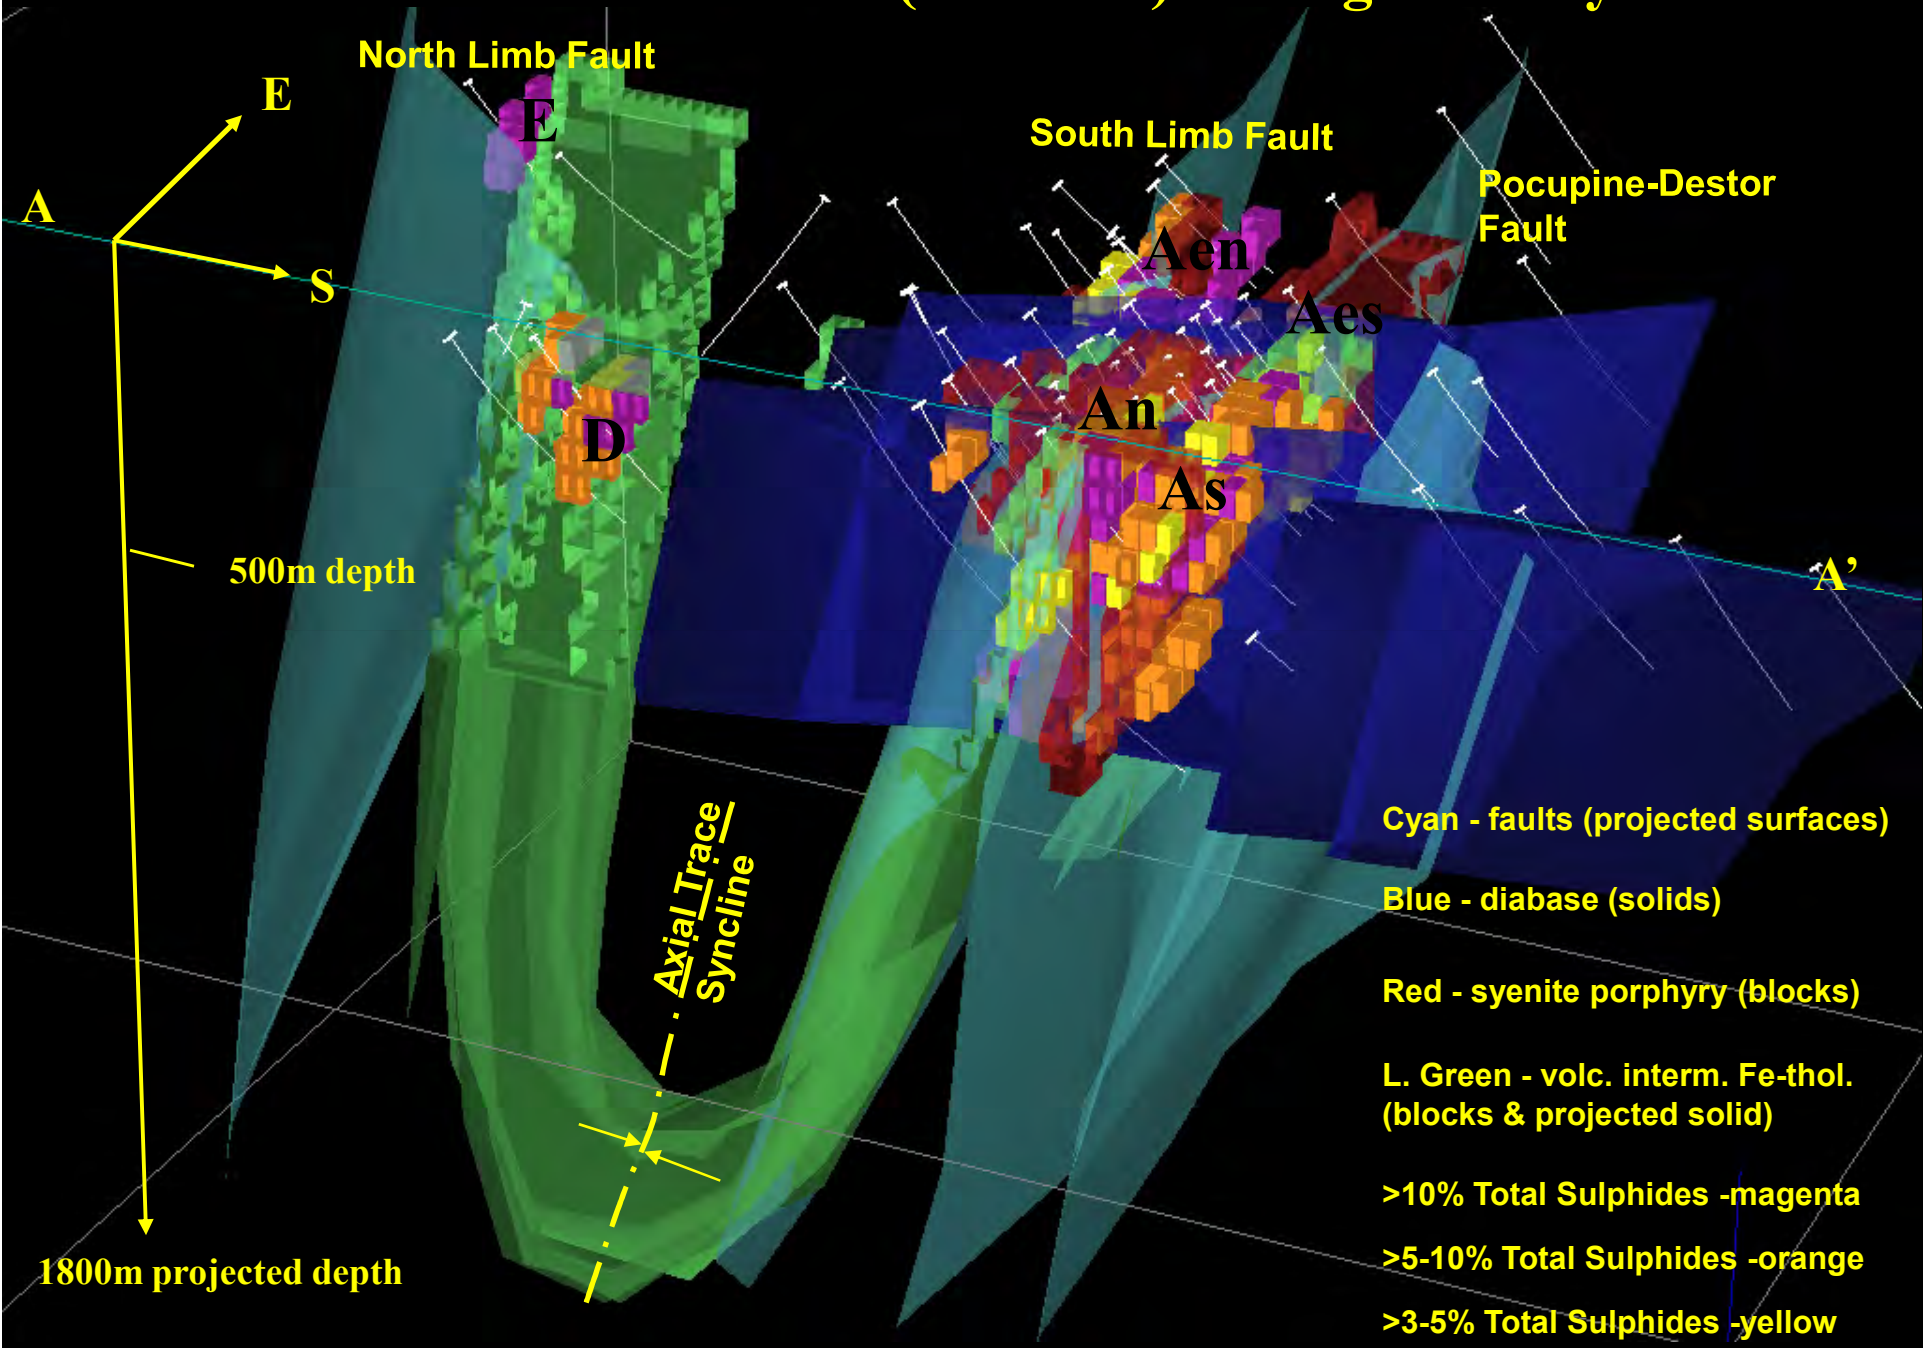 North Limb Fault
E
E
South Limb Fault
Pocupine-Destor
Fault
A
S
Aen
Aes
An
D
As
500m depth
A’
Axial Trace
Syncline
Cyan - faults (projected surfaces)
Blue - diabase (solids)
Red - syenite porphyry (blocks)
L. Green - volc. interm. Fe-thol.
(blocks & projected solid)
>10% Total Sulphides -magenta
>5-10% Total Sulphides -orange
>3-5% Total Sulphides -yellow
1800m projected depth